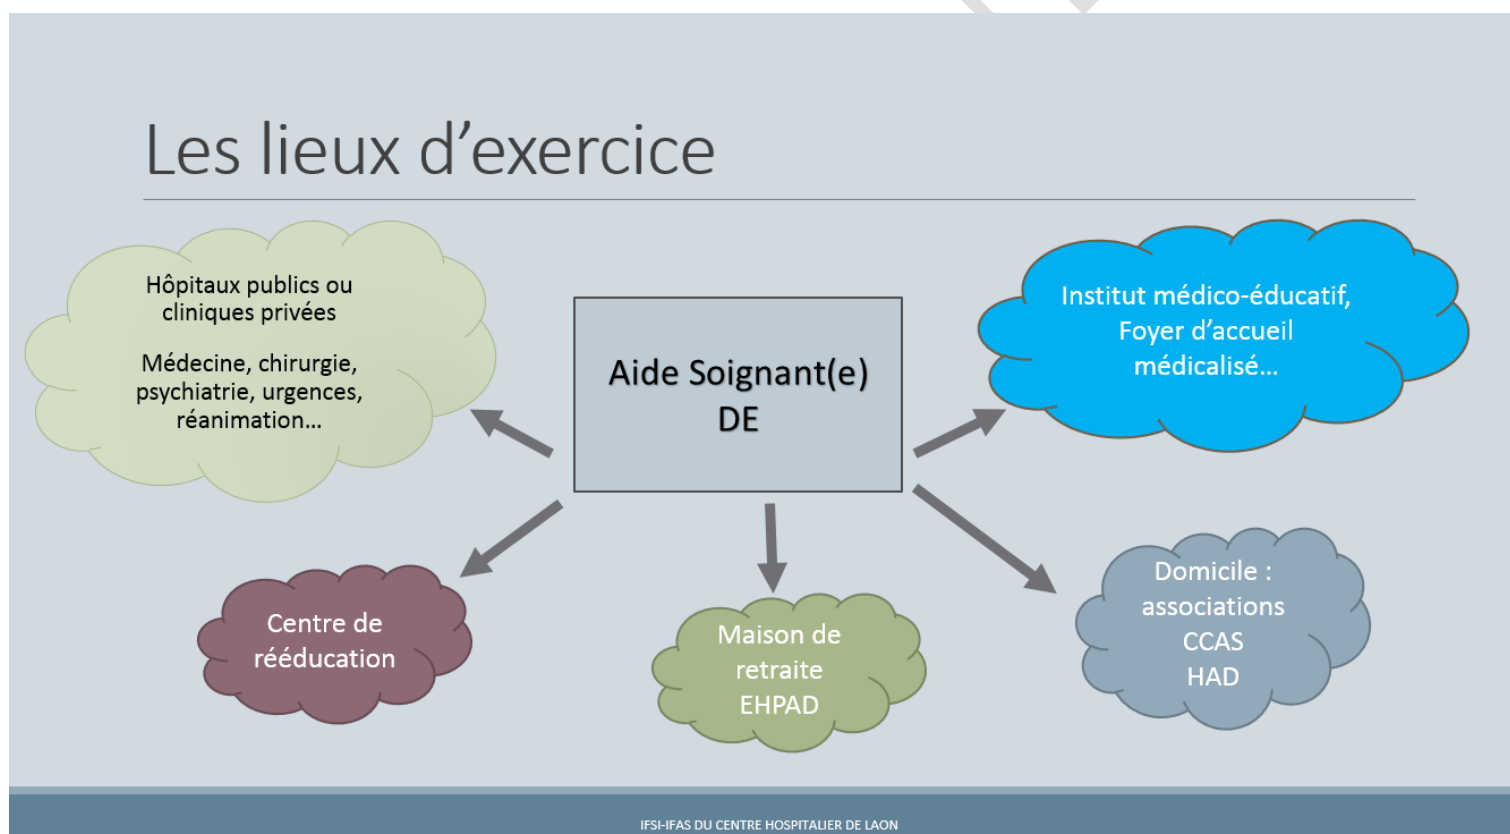 Les lieux d’exercice
Hôpitaux publics ou
cliniques privées
Médecine, chirurgie,
psychiatrie, urgences,
réanimation…
Aide Soignant(e)
DE
Institut médico-éducatif,
Foyer d’accueil
médicalisé…
Centre de
rééducation
Maison de
retraite
EHPAD
Domicile :
associations
CCAS
HAD
IFSI-IFAS DU CENTRE HOSPITALIER DE LAON